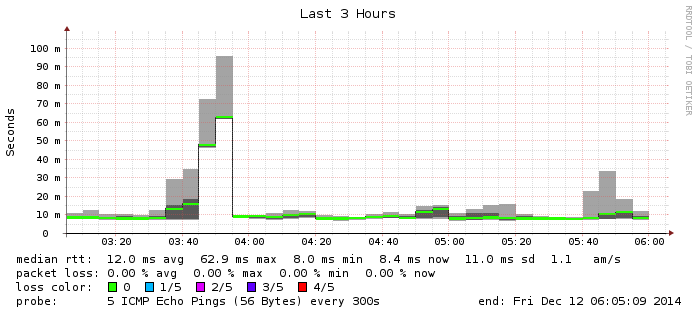 Last 3 Hours
RRDTOOL / TOBI OETIKER
Seconds
100 m
90 m
80 m
70 m
60 m
50 m
40 m
30 m
20 m
10 m
0
03:20 03:40 04:00 04:20 04:40 05:00 05:20 05:40 06:00
median rtt: 12.0 ms avg 62.9 ms max 8.0 ms min 8.4 ms now 11.0 ms sd 1.1 am/s
packet loss: 0.00 % avg 0.00 % max 0.00 % min 0.00 % now
loss color: 0 1/5 2/5 3/5 4/5
probe: 5 ICMP Echo Pings (56 Bytes) every 300s end: Fri Dec 12 06:05:09 2014